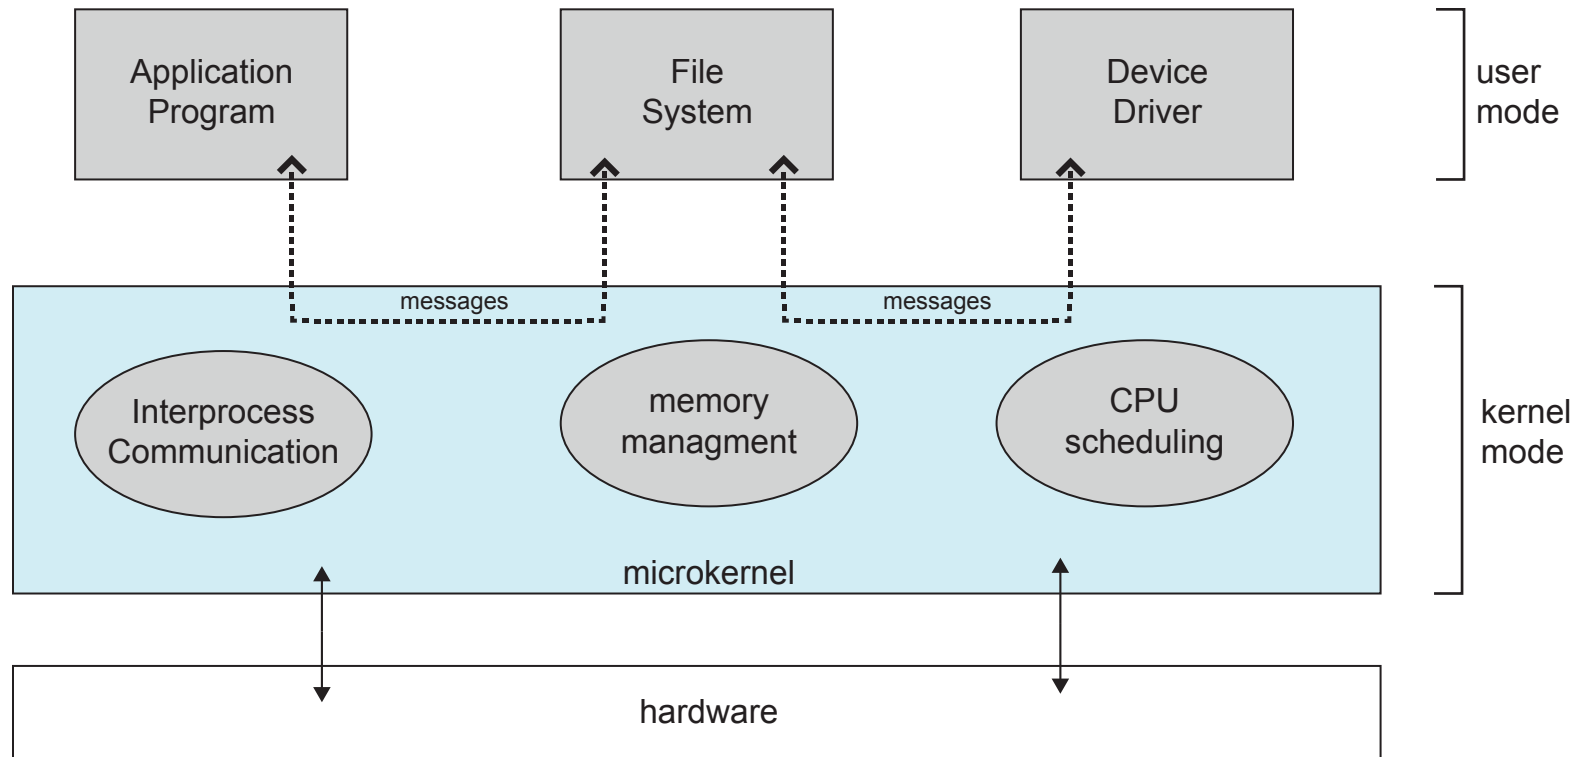 Application
Program
File
System
Device
Driver
user
mode
messages
messages
Interprocess
Communication
memory
managment
CPU
scheduling
kernel
mode
microkernel
hardware